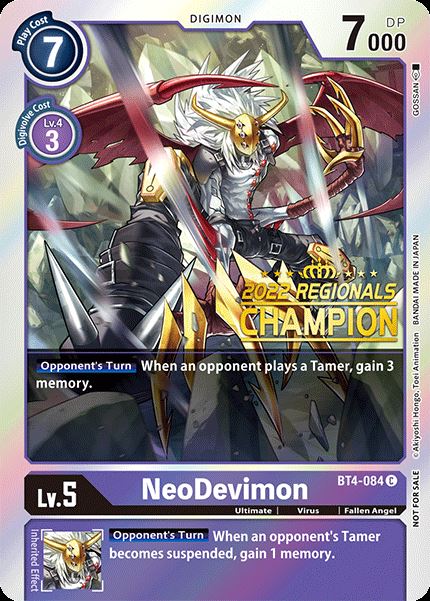 Play Cost
7
DIGIMON
7000
DP
Digivolve Cost
Lv.4
3
GOSSAN
©Akiyoshi Hongo, Toei Animation BANDAI MADE IN JAPAN
2022 REGIONALS
CHAMPION
Opponent's Turn When an opponent plays a Tamer, gain 3
memory.
Lv.5
NeoDevimon
BT4-084 C
Ultimate | Virus | Fallen Angel
NOT FOR SALE
Inherited Effect
Opponent's Turn When an opponent's Tamer
becomes suspended, gain 1 memory.